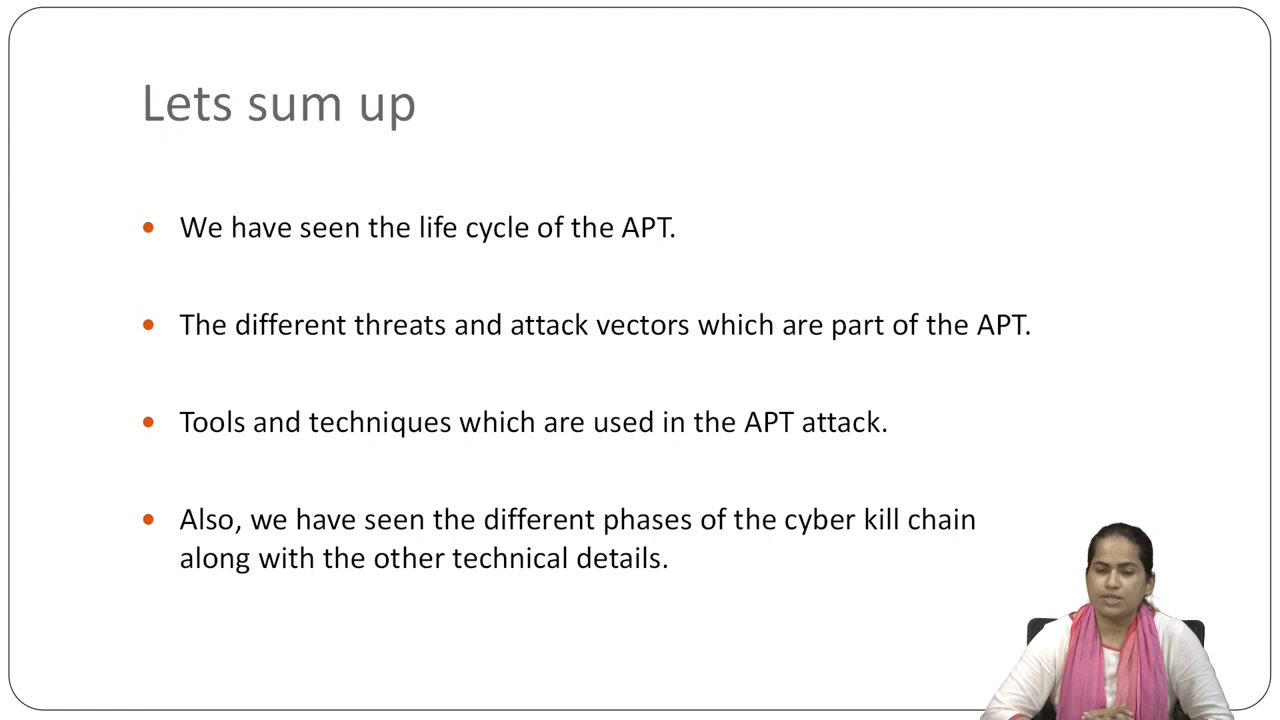 Lets sum up
We have seen the life cycle of the APT.
The different threats and attack vectors which are part of the APT.
Tools and techniques which are used in the APT attack.
Also, we have seen the different phases of the cyber kill chain
along with the other technical details.